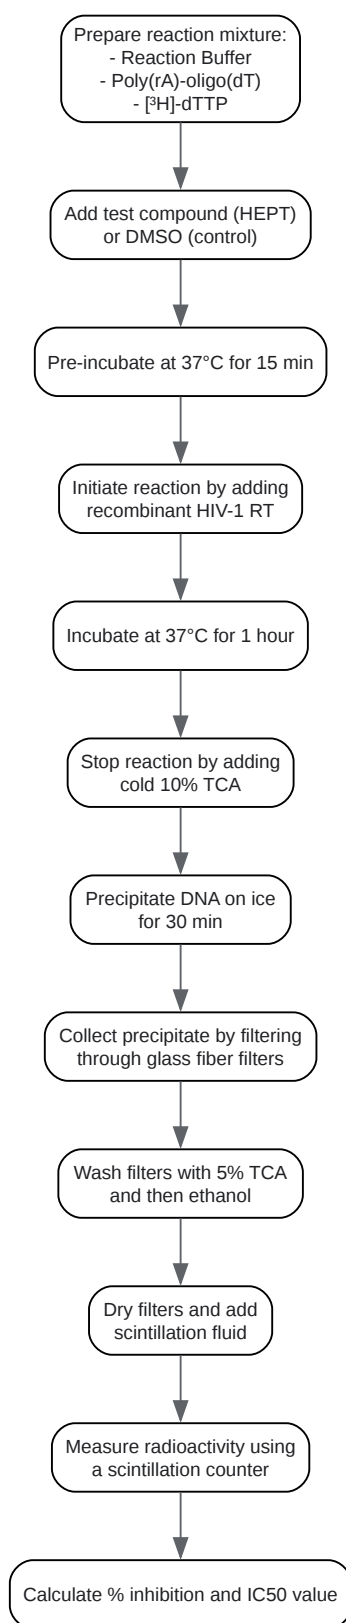 Prepare reaction mixture:
- Reaction Buffer
- Poly(rA)-oligo(dT)
- [³H]-dTTP
Add test compound (HEPT)
or DMSO (control)
Pre-incubate at 37°C for 15 min
Initiate reaction by adding
recombinant HIV-1 RT
Incubate at 37°C for 1 hour
Stop reaction by adding
cold 10% TCA
Precipitate DNA on ice
for 30 min
Collect precipitate by filtering
through glass fiber filters
Wash filters with 5% TCA
and then ethanol
Dry filters and add
scintillation fluid
Measure radioactivity using
a scintillation counter
Calculate % inhibition and IC50 value